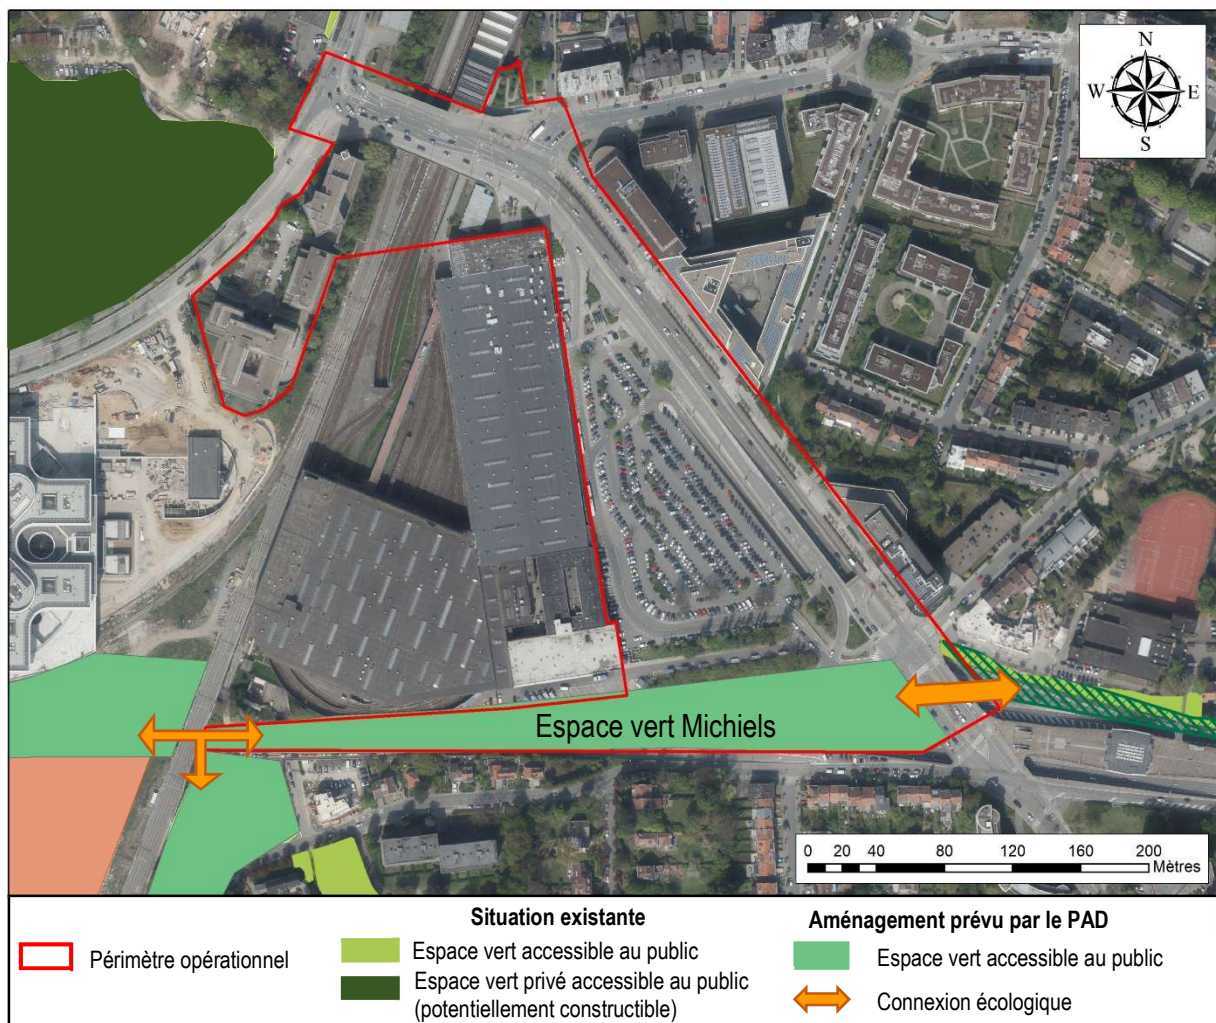 N
W E
S
Espace vert Michiels
0 20 40 80 120 160 200
Mètres
Périmètre opérationnel
Situation existante
Espace vert accessible au public
Espace vert privé accessible au public
(potentiellement constructible)
Aménagement prévu par le PAD
Espace vert accessible au public
Connexion écologique